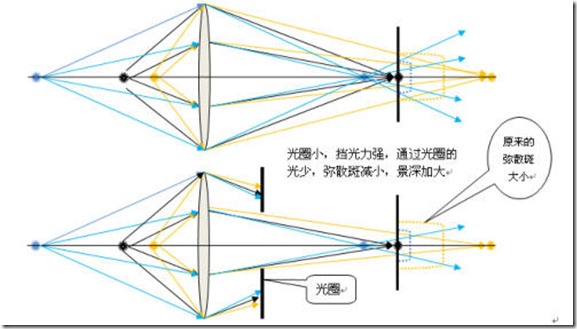 光圈小，挡光力强，通过光圈的
光少，弥散斑减小，景深加大
原来的
弥散斑
大小
光圈